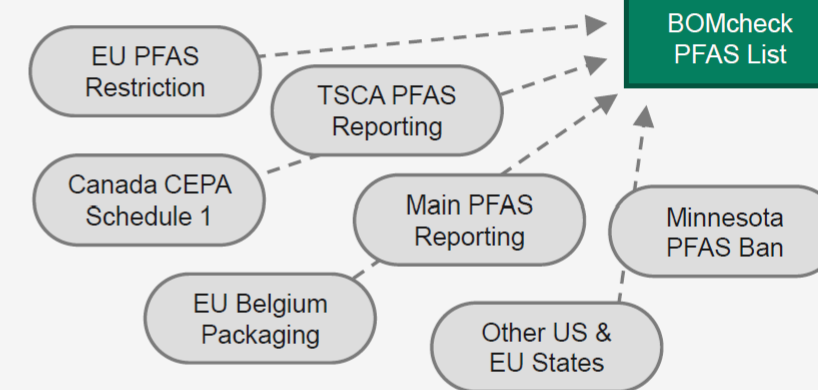 BOMcheck
PFAS List
EU PFAS
Restriction
TSCA PFAS
Reporting
Canada CEPA
Schedule 1
Main PFAS
Reporting
Minnesota
PFAS Ban
EU Belgium
Packaging
Other US &
EU States